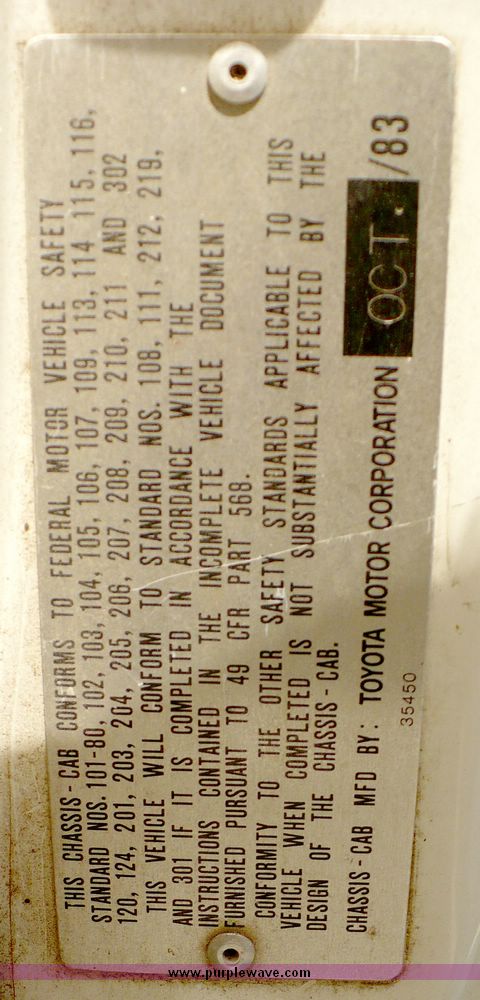 THIS CHASSIS-CAB CONFORMS TO FEDERAL MOTOR VEHICLE SAFETY
STANDARD NOS. 101-80, 102, 103, 104, 105, 106, 107, 109, 113, 114 115, 116,
120, 124, 201, 203, 204, 205, 206, 207, 208, 209, 210, 211 AND 302
THIS VEHICLE WILL CONFORM TO STANDARD NOS. 108, 111, 212, 219,
AND 301 IF IT IS COMPLETED IN ACCORDANCE WITH THE
INSTRUCTIONS CONTAINED IN THE INCOMPLETE VEHICLE DOCUMENT
FURNISHED PURSUANT TO 49 CFR PART 568.
CONFORMITY TO THE OTHER SAFETY STANDARDS APPLICABLE TO THIS
VEHICLE WHEN COMPLETED IS NOT SUBSTANTIALLY AFFECTED BY THE
DESIGN OF THE CHASSIS-CAB.
CHASSIS-CAB MFD BY: TOYOTA MOTOR CORPORATION OCT. /83
35450
www.purplewave.com